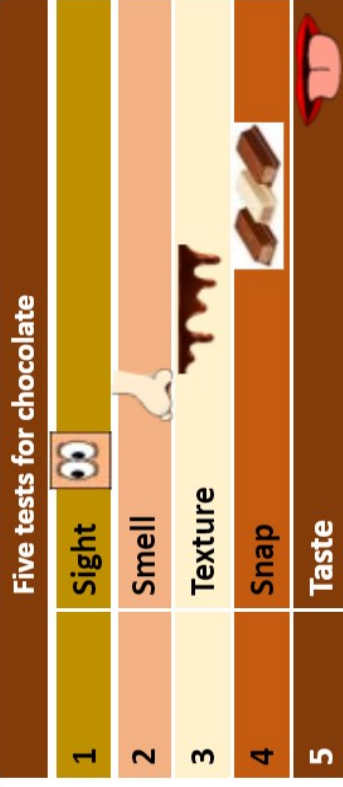 Five tests for chocolate
1 Sight
2 Smell
3 Texture
4 Snap
5 Taste